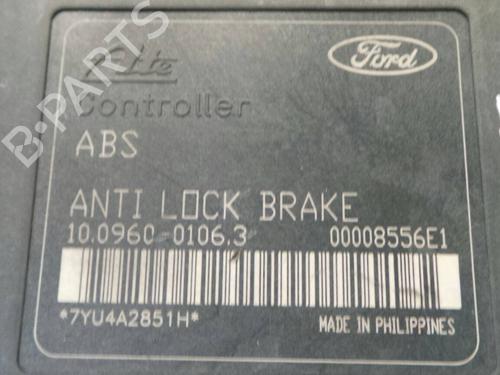 Ate
Ford
Controller
ABS
ANTI LOCK BRAKE
10.0960-0106.3 00008556E1
*7YU4A2851H*
MADE IN PHILIPPINES
B-PARTS